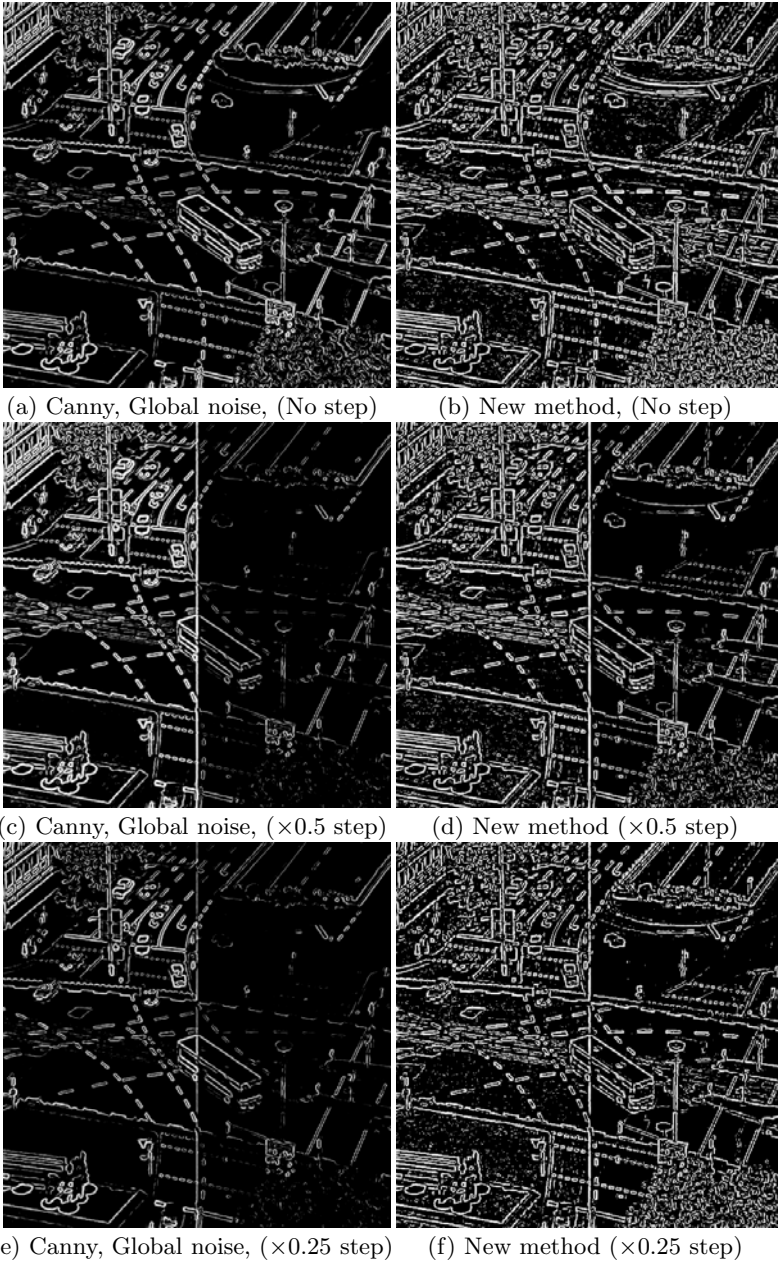 (a) Canny, Global noise, (No step)
(b) New method, (No step)
c) Canny, Global noise, (×0.5 step)
(d) New method (×0.5 step)
e) Canny, Global noise, (×0.25 step)
(f) New method (×0.25 step)